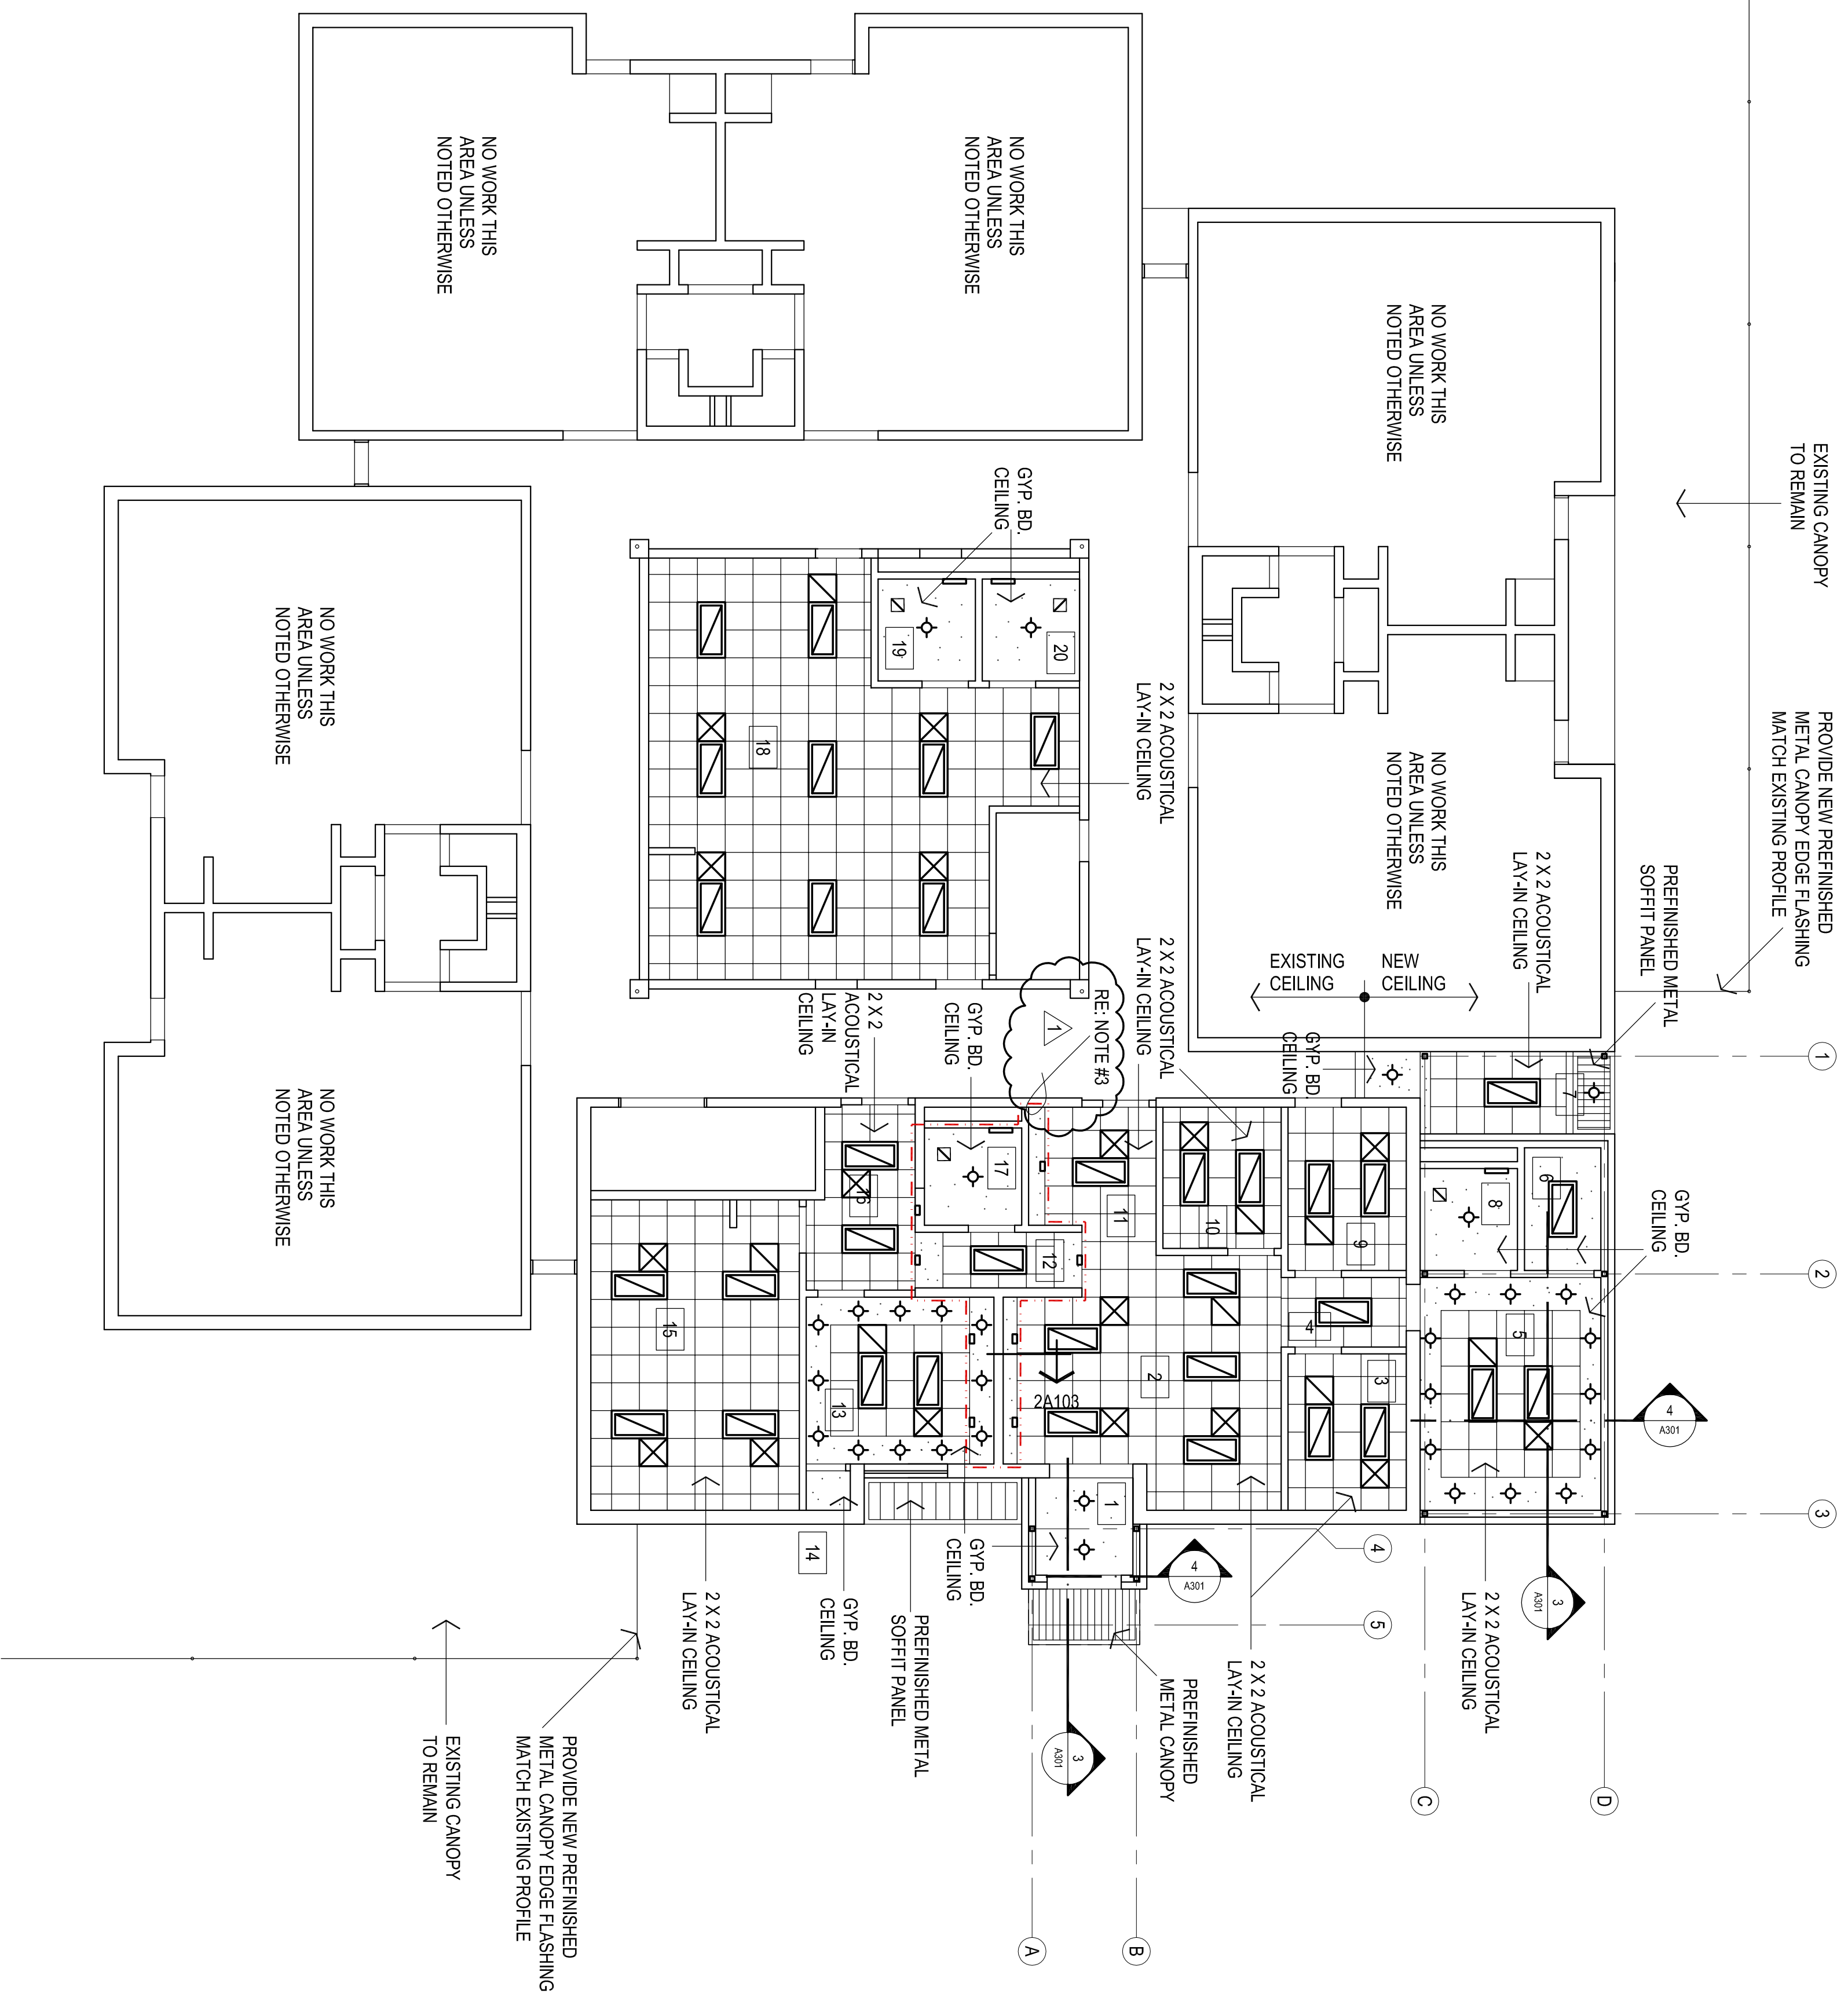 EXISTING CANOPY
TO REMAIN
PROVIDE NEW PREFINISHED
METAL CANOPY EDGE FLASHING
MATCH EXISTING PROFILE
PREFINISHED METAL
SOFFIT PANEL
2 X 2 ACOUSTICAL
LAY-IN CEILING
GYP. BD.
CEILING
1
2
3
NO WORK THIS
AREA UNLESS
NOTED OTHERWISE
NO WORK THIS
AREA UNLESS
NOTED OTHERWISE
EXISTING
CEILING
NEW
CEILING
GYP. BD.
CEILING
7
6
8
5
9
10
4
3
4
A301
3
A301
2 X 2 ACOUSTICAL
LAY-IN CEILING
C
D
NO WORK THIS
AREA UNLESS
NOTED OTHERWISE
NO WORK THIS
AREA UNLESS
NOTED OTHERWISE
GYP. BD.
CEILING
2 X 2 ACOUSTICAL
LAY-IN CEILING
20
19
18
2 X 2 ACOUSTICAL
LAY-IN CEILING
RE: NOTE #3
1
GYP. BD.
CEILING
2 X 2
ACOUSTICAL
LAY-IN
CEILING
11
17
12
16
2
2A103
13
15
1
14
4
5
4
A301
3
A301
2 X 2 ACOUSTICAL
LAY-IN CEILING
PREFINISHED
METAL CANOPY
GYP. BD.
CEILING
PREFINISHED METAL
SOFFIT PANEL
GYP. BD.
CEILING
2 X 2 ACOUSTICAL
LAY-IN CEILING
A
B
NO WORK THIS
AREA UNLESS
NOTED OTHERWISE
NO WORK THIS
AREA UNLESS
NOTED OTHERWISE
PROVIDE NEW PREFINISHED
METAL CANOPY EDGE FLASHING
MATCH EXISTING PROFILE
EXISTING CANOPY
TO REMAIN